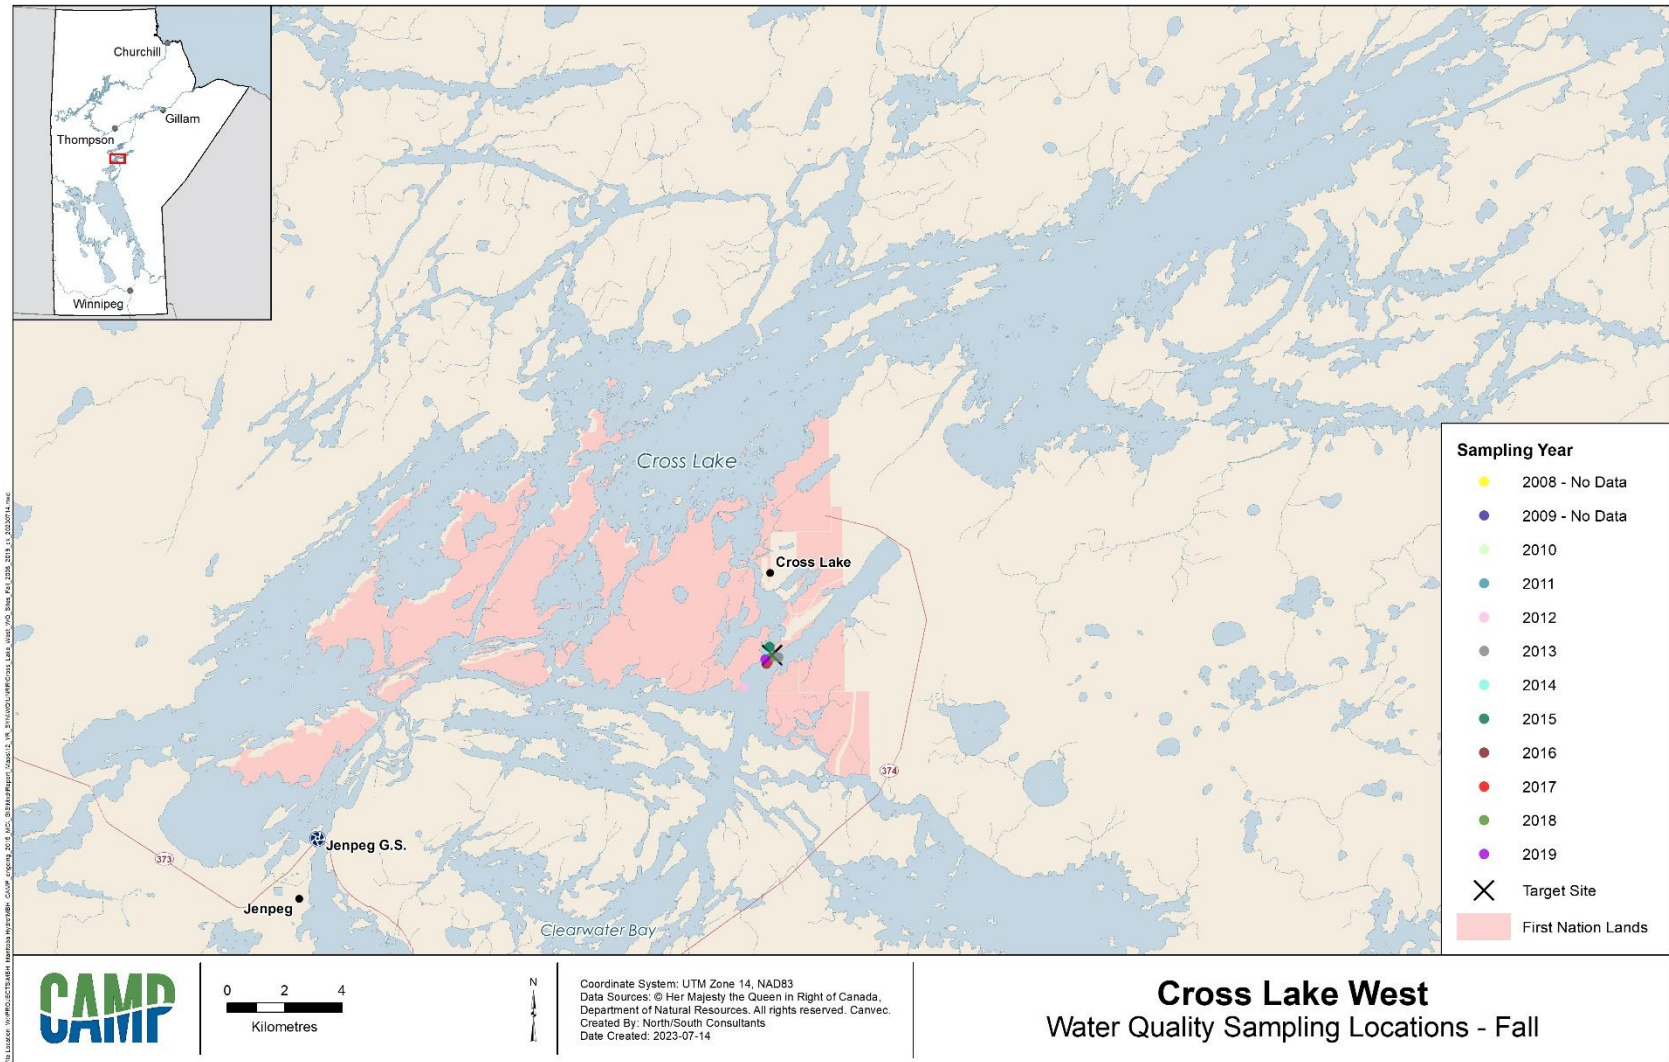 Churchill
Gillam
Thompson
Winnipeg
Cross Lake
Cross Lake
374
373
Jenpeg G.S.
Jenpeg
Clearwater Bay
Sampling Year
2008 - No Data
2009 - No Data
2010
2011
2012
2013
2014
2015
2016
2017
2018
2019
Target Site
First Nation Lands
CAMP
0 2 4
Kilometres
N
Coordinate System: UTM Zone 14, NAD83
Data Sources: © Her Majesty the Queen in Right of Canada,
Department of Natural Resources. All rights reserved. Canvec.
Created By: North/South Consultants
Date Created: 2023-07-14
Cross Lake West
Water Quality Sampling Locations - Fall